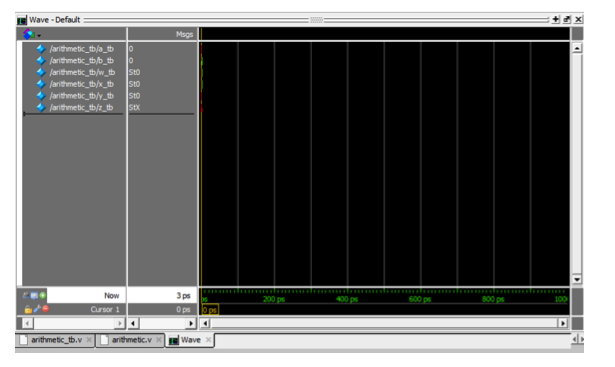 Wave - Default
Msgs
/arithmetic_tb/a_tb 0
/arithmetic_tb/b_tb 0
/arithmetic_tb/w_tb St0
/arithmetic_tb/x_tb St0
/arithmetic_tb/y_tb St0
/arithmetic_tb/z_tb StX
Now 3 ps ps 200 ps 400 ps 600 ps 800 ps 100
Cursor 1 0 ps 0 ps
arithmetic_tb.v arithmetic.v Wave